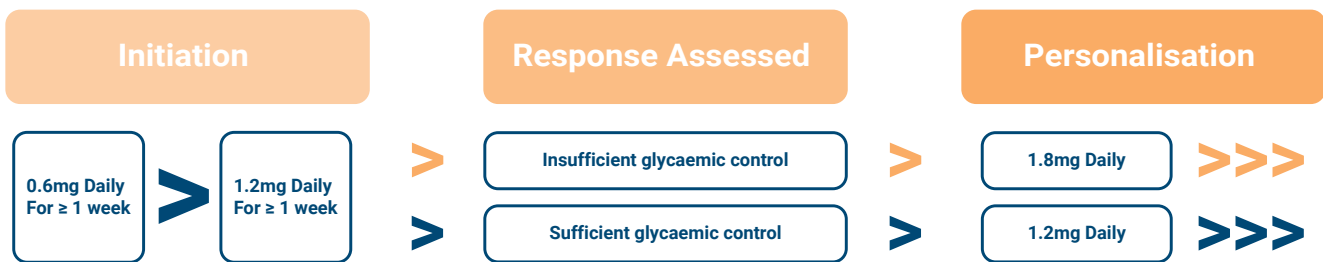 Initiation
Response Assessed
Personalisation
0.6mg Daily
For ≥ 1 week
>
1.2mg Daily
For ≥ 1 week
>
Insufficient glycaemic control
>
1.8mg Daily
>>>
>
Sufficient glycaemic control
>
1.2mg Daily
>>>